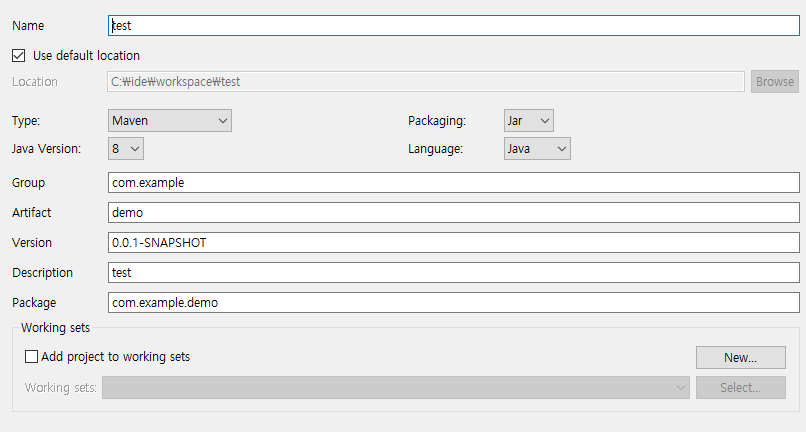 Name test
Use default location
Location C:₩ide₩workspace₩test Browse
Type: Maven Packaging: Jar
Java Version: 8 Language: Java
Group com.example
Artifact demo
Version 0.0.1-SNAPSHOT
Description test
Package com.example.demo
Working sets
Add project to working sets New...
Working sets: Select...